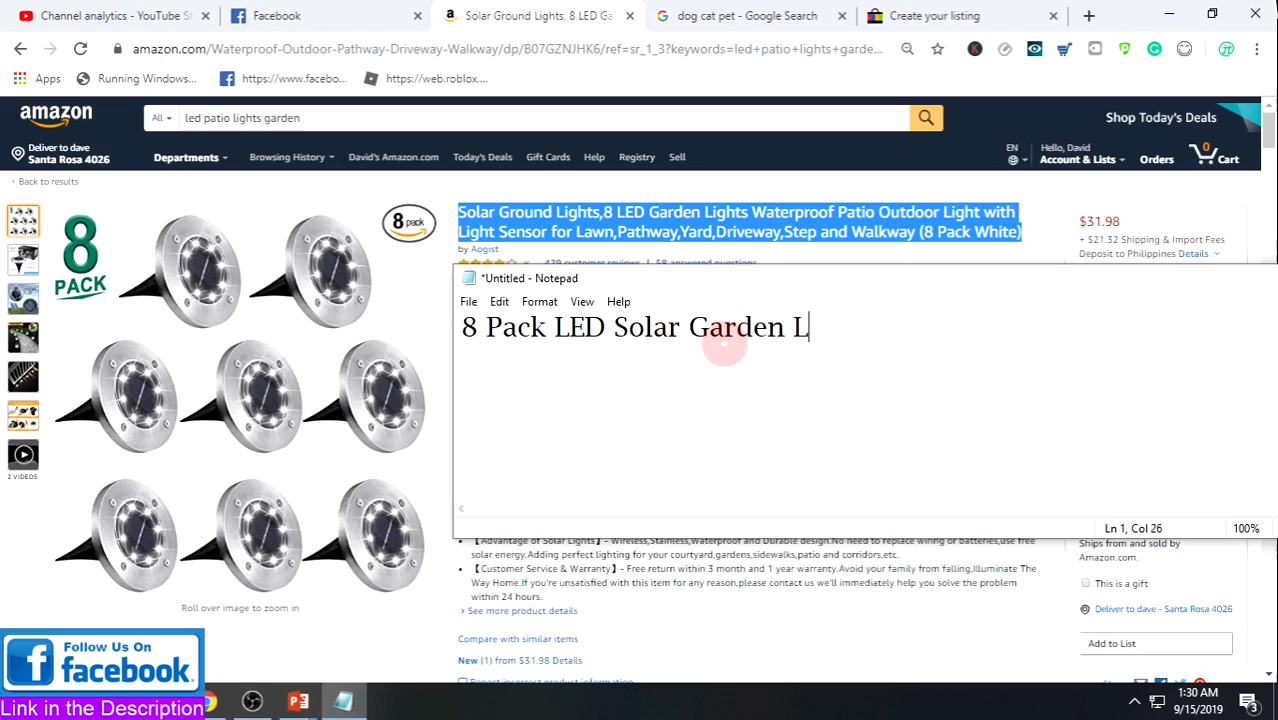 Channel analytics - YouTube St
Facebook
Solar Ground Lights, 8 LED Ga
dog cat pet - Google Search
Create your listing
amazon.com/Waterproof-Outdoor-Pathway-Driveway-Walkway/dp/B07GZNJHK6/ref=sr_1_3?keywords=led+patio+lights+garde...
Apps
Running Windows...
https://www.facebo...
https://web.roblox....
amazon
All
led patio lights garden
Shop Today's Deals
Deliver to dave
Santa Rosa 4026
Departments
Browsing History
David's Amazon.com
Today's Deals
Gift Cards
Help
Registry
Sell
EN
Hello, David
Account & Lists
Orders
0
Cart
‹ Back to results
8
PACK
8 pack
Solar Ground Lights,8 LED Garden Lights Waterproof Patio Outdoor Light with
Light Sensor for Lawn,Pathway,Yard,Driveway,Step and Walkway (8 Pack White)
by Aogist
429 customer reviews | 58 answered questions
$31.98
+ $21.32 Shipping & Import Fees
Deposit to Philippines Details
*Untitled - Notepad
File
Edit
Format
View
Help
8 Pack LED Solar Garden L
Ln 1, Col 26
100%
2 VIDEOS
Roll over image to zoom in
• 【Advantage of Solar Lights】- Wireless,Stainless,Waterproof and Durable design.No need to replace wiring or batteries,use free
solar energy.Adding perfect lighting for your courtyard,gardens,sidewalks,patio and corridors,etc.
• 【Customer Service & Warranty】- Free return within 3 month and 1 year warranty.Avoid your family from falling,Illuminate The
Way Home.If you're unsatisfied with this item for any reason,please contact us we'll immediately help you solve the problem
within 24 hours.
› See more product details
Compare with similar items
New (1) from $31.98 Details
Report incorrect product information
Ships from and sold by
Amazon.com.
This is a gift
Deliver to dave - Santa Rosa 4026
Add to List
Follow Us On
facebook
Link in the Description
1:30 AM
9/15/2019
3